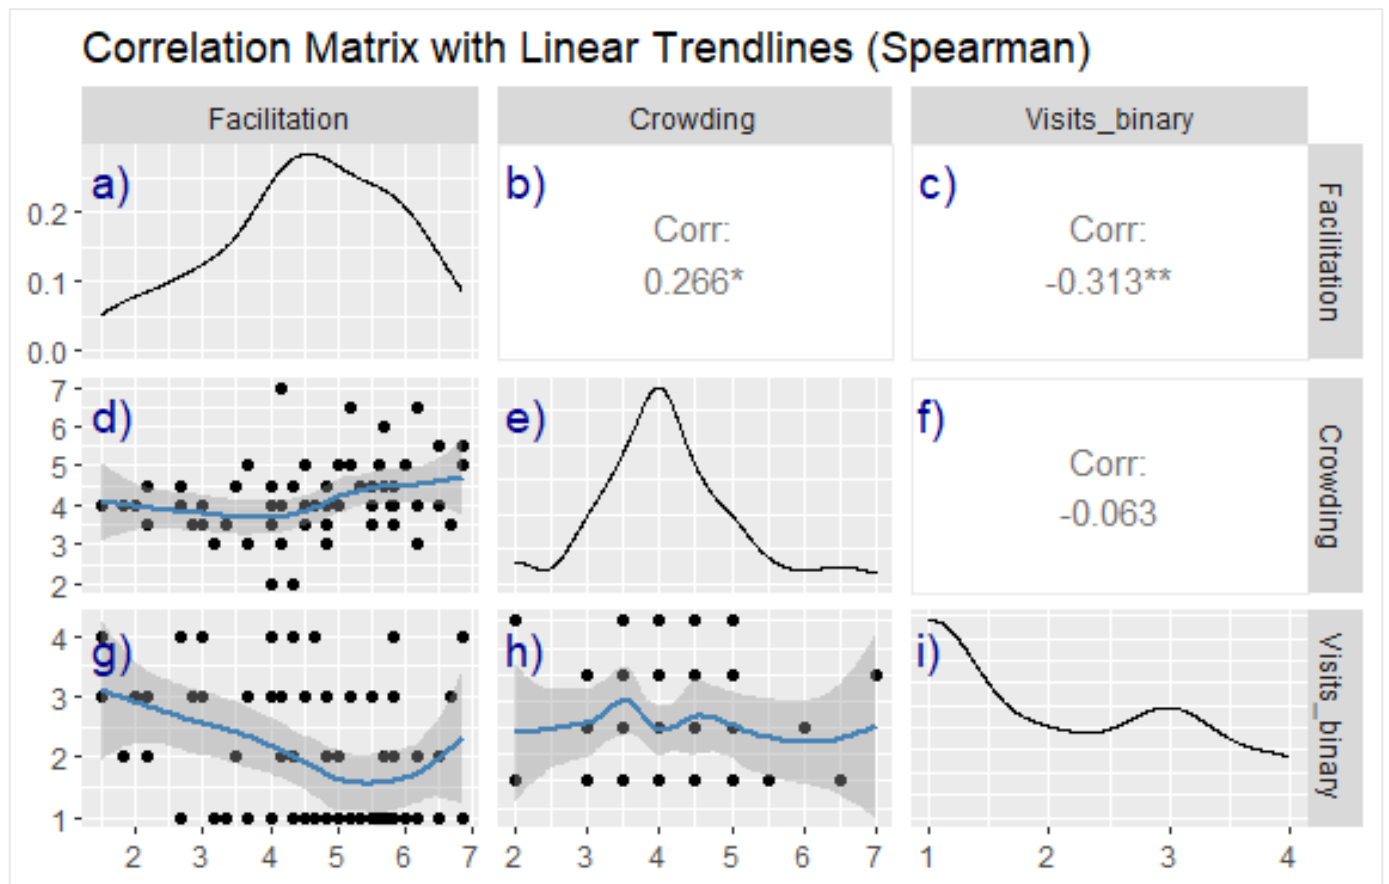 Correlation Matrix with Linear Trendlines (Spearman)
Facilitation
Crowding
Visits_binary
a)
0.2
0.1
0.0
b)
Corr:
0.266*
c)
Corr:
-0.313**
Facilitation
d)
7
6
5
4
3
2
e)
f)
Corr:
-0.063
Crowding
g)
4
3
2
1
h)
i)
Visits_binary
2 3 4 5 6 7
2 3 4 5 6 7
1 2 3 4